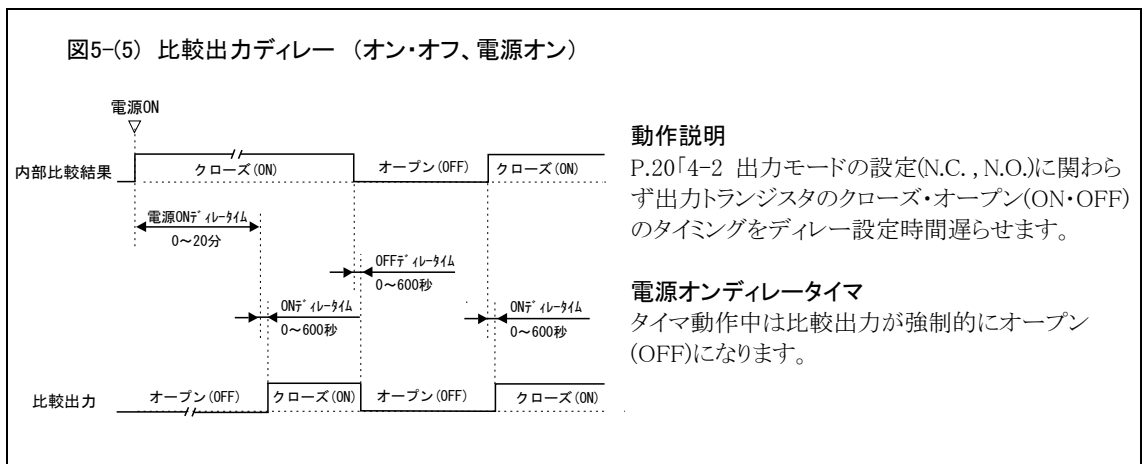 図5-(5) 比較出力ディレー (オン・オフ、電源オン)
電源ON
内部比較結果
クローズ(ON)
オープン(OFF)
クローズ(ON)
電源ONディレータイム
0～20分
OFFディレータイム
0～600秒
ONディレータイム
0～600秒
ONディレータイム
0～600秒
比較出力
オープン(OFF)
クローズ(ON)
オープン(OFF)
クローズ(ON)
動作説明
P.20「4-2 出力モードの設定(N.C. , N.O.)に関わら
ず出力トランジスタのクローズ・オープン(ON・OFF)
のタイミングをディレー設定時間遅らせます。
電源オンディレータイマ
タイマ動作中は比較出力が強制的にオープン
(OFF)になります。